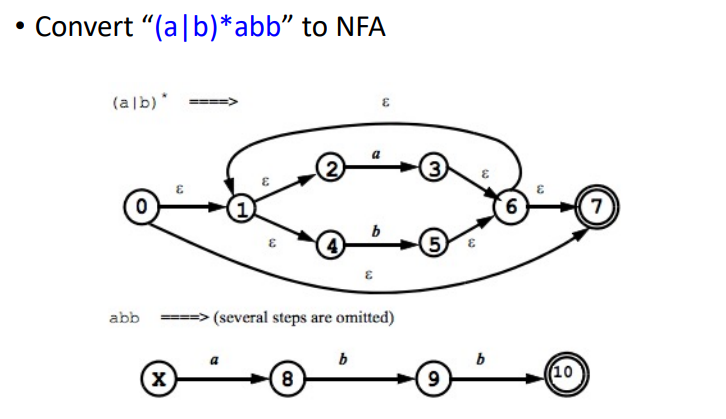 • Convert “(a|b)*abb” to NFA
(a|b)* ====> ε
a
ε 2 3 ε
ε ε
0 1 6 7
b
ε 4 5 ε
ε
abb ====> (several steps are omitted)
a b b
X 8 9 10